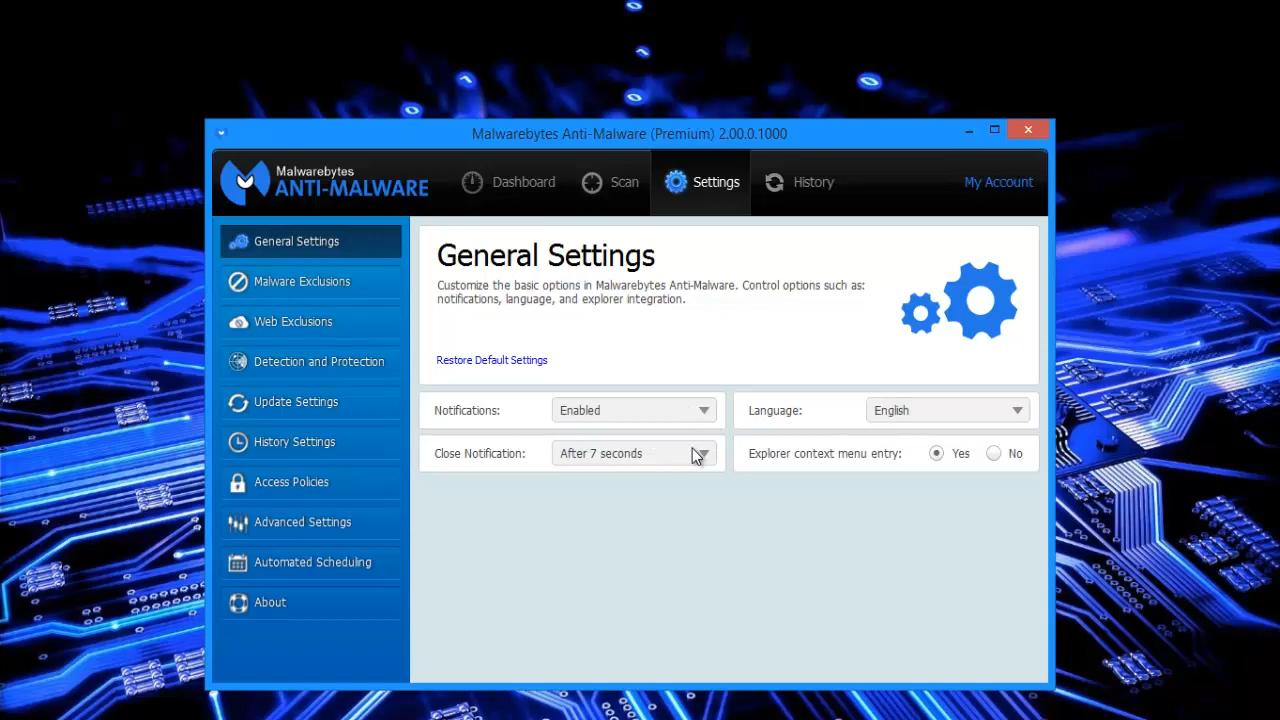 Malwarebytes Anti-Malware (Premium) 2.00.0.1000
Malwarebytes
ANTI-MALWARE
Dashboard
Scan
Settings
History
My Account
General Settings
Malware Exclusions
Web Exclusions
Detection and Protection
Update Settings
History Settings
Access Policies
Advanced Settings
Automated Scheduling
About
General Settings
Customize the basic options in Malwarebytes Anti-Malware. Control options such as:
notifications, language, and explorer integration.
Restore Default Settings
Notifications: Enabled
Language: English
Close Notification: After 7 seconds
Explorer context menu entry: Yes No